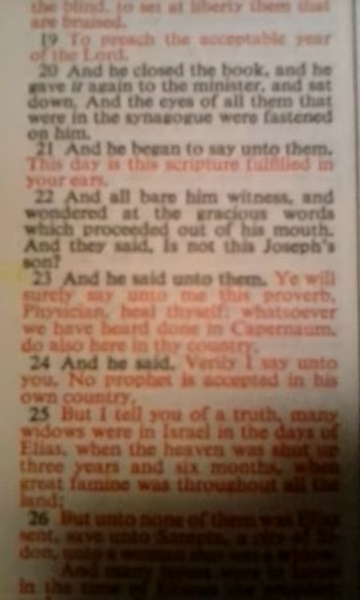 the blind, to set at liberty them that
are bruised.
19 To preach the acceptable year
of the Lord.
20 And he closed the book, and he
gave it again to the minister, and sat
down. And the eyes of all them that
were in the synagogue were fastened
on him.
21 And he began to say unto them,
This day is this scripture fulfilled in
your ears.
22 And all bare him witness, and
wondered at the gracious words
which proceeded out of his mouth.
And they said, Is not this Joseph's
son?
23 And he said unto them, Ye will
surely say unto me this proverb,
Physician, heal thyself: whatsoever
we have heard done in Capernaum,
do also here in thy country.
24 And he said, Verily I say unto
you, No prophet is accepted in his
own country.
25 But I tell you of a truth, many
widows were in Israel in the days of
Elias, when the heaven was shut up
three years and six months, when
great famine was throughout all the
land;
26 But unto none of them was Elias
sent, save unto Sarepta, a city of Si-
don, unto a woman that was a widow.
And many lepers were in Israel
in the time of Eliseus the prophet;